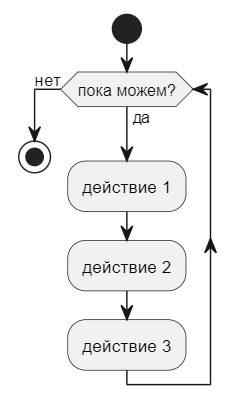 нет
пока можем?
да
действие 1
действие 2
действие 3